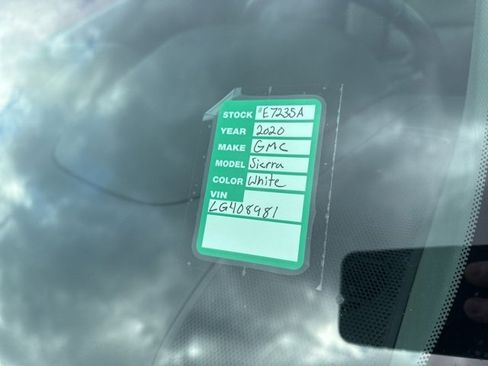 STOCK #E7235A
YEAR 2020
MAKE GMC
MODEL Sierra
COLOR White
VIN
LG408981